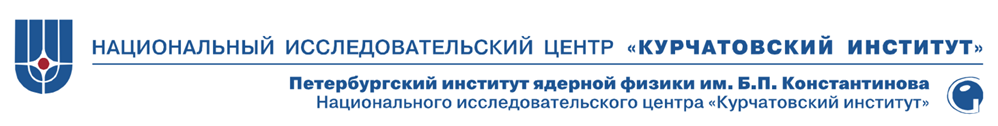 НАЦИОНАЛЬНЫЙ ИССЛЕДОВАТЕЛЬСКИЙ ЦЕНТР «КУРЧАТОВСКИЙ ИНСТИТУТ»
Петербургский институт ядерной физики им. Б.П. Константинова
Национального исследовательского центра «Курчатовский институт»